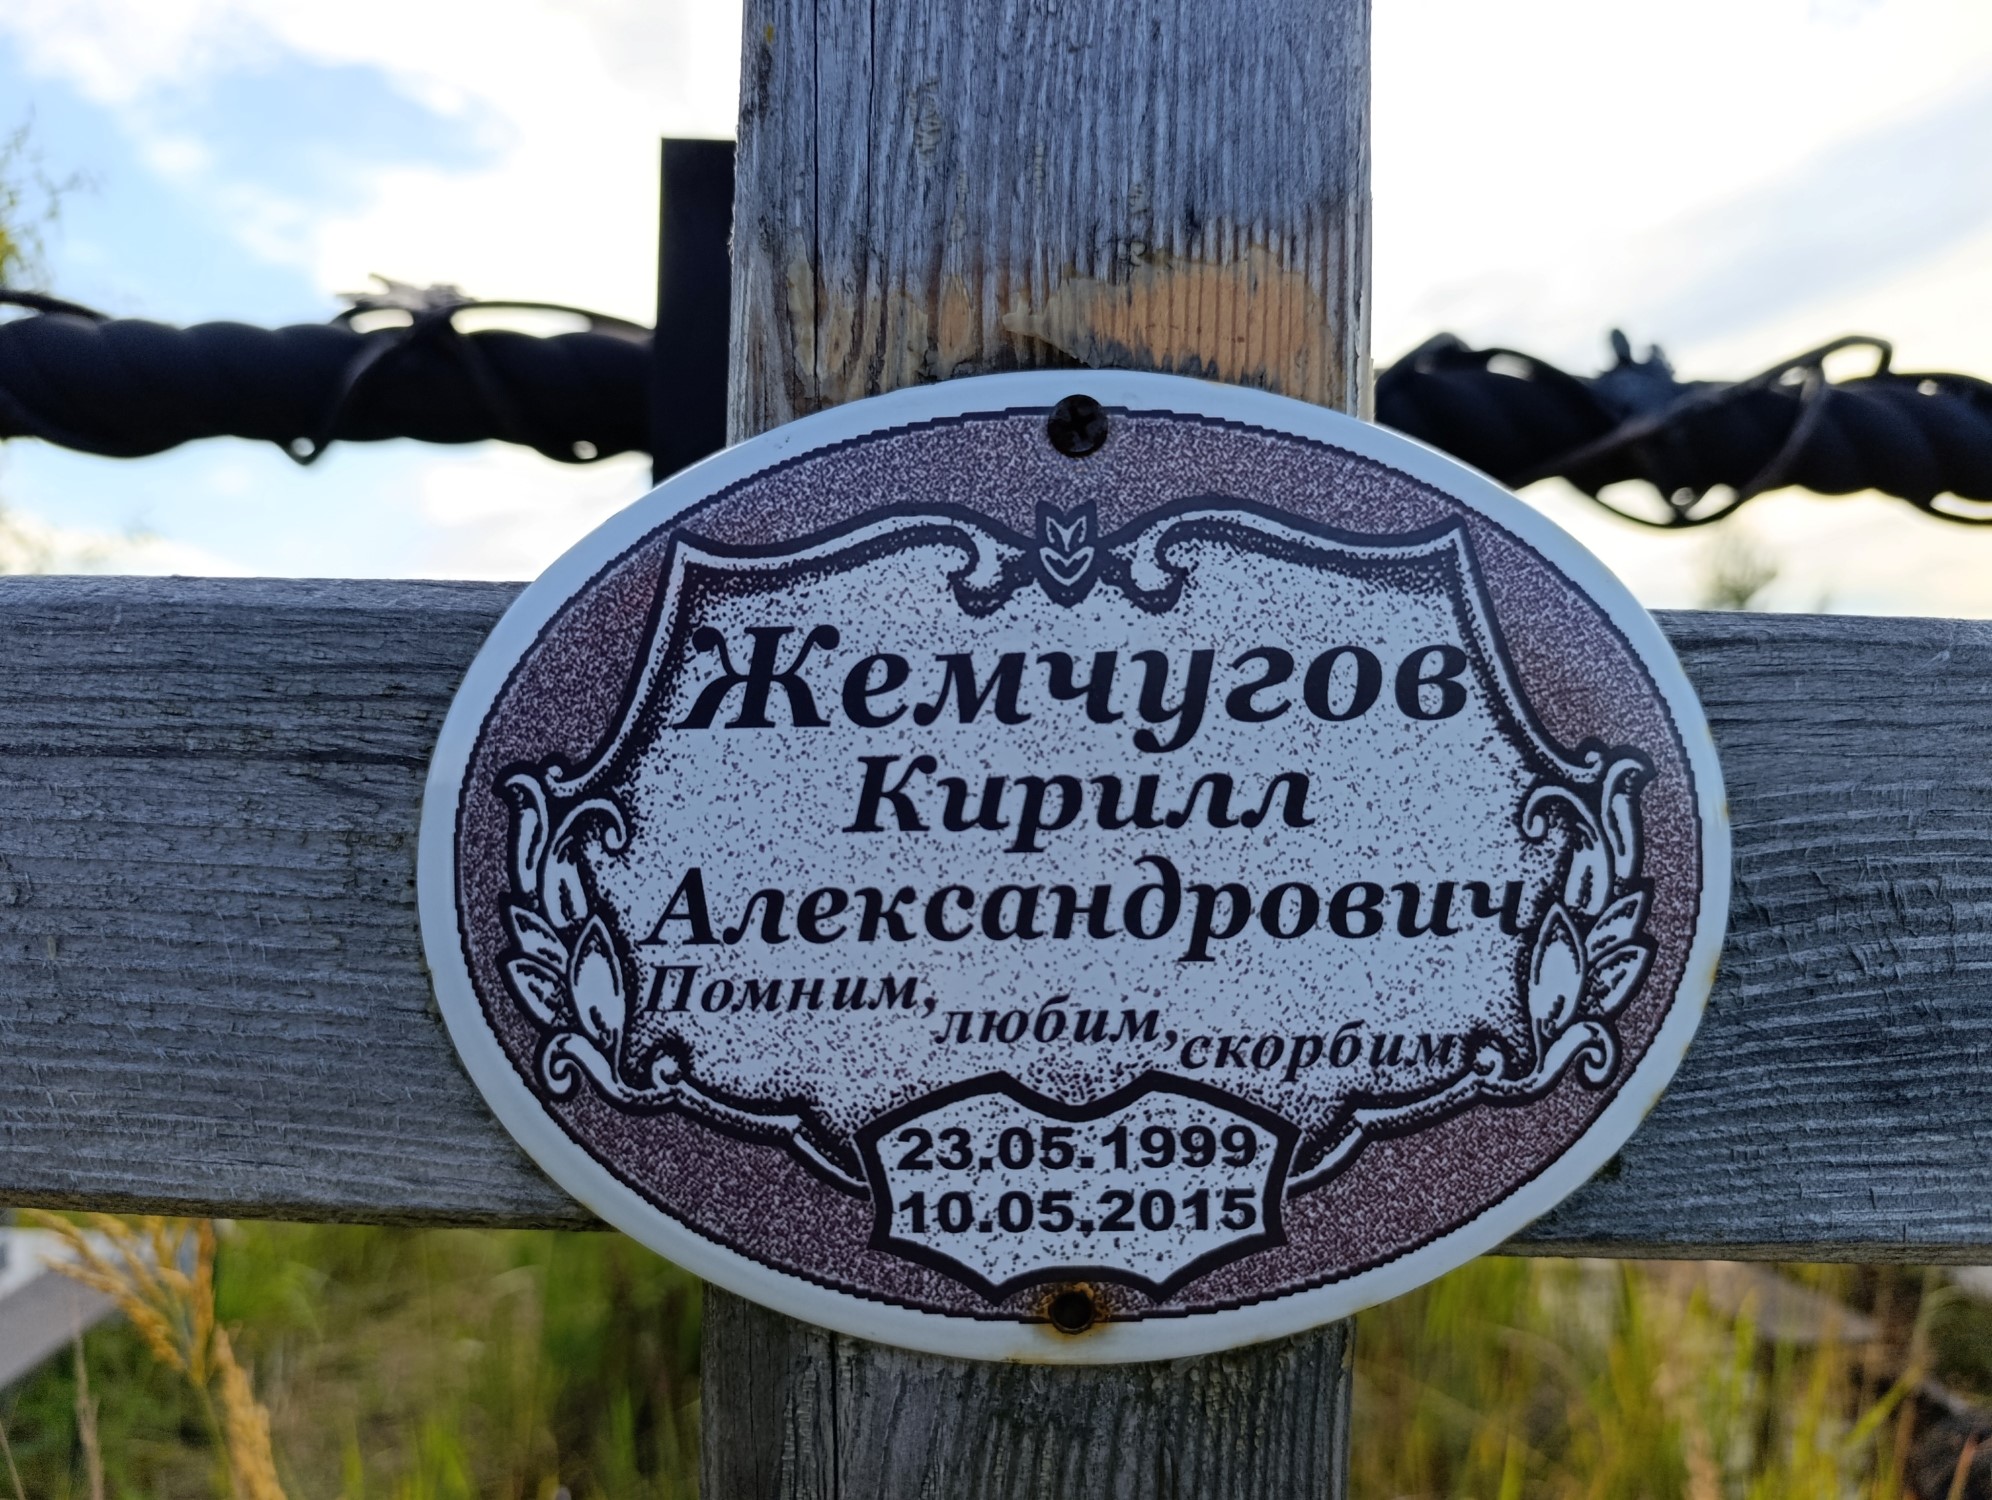 Жемчугов
Кирилл
Александрович
Помним, любим, скорбим
23.05.1999
10.05.2015